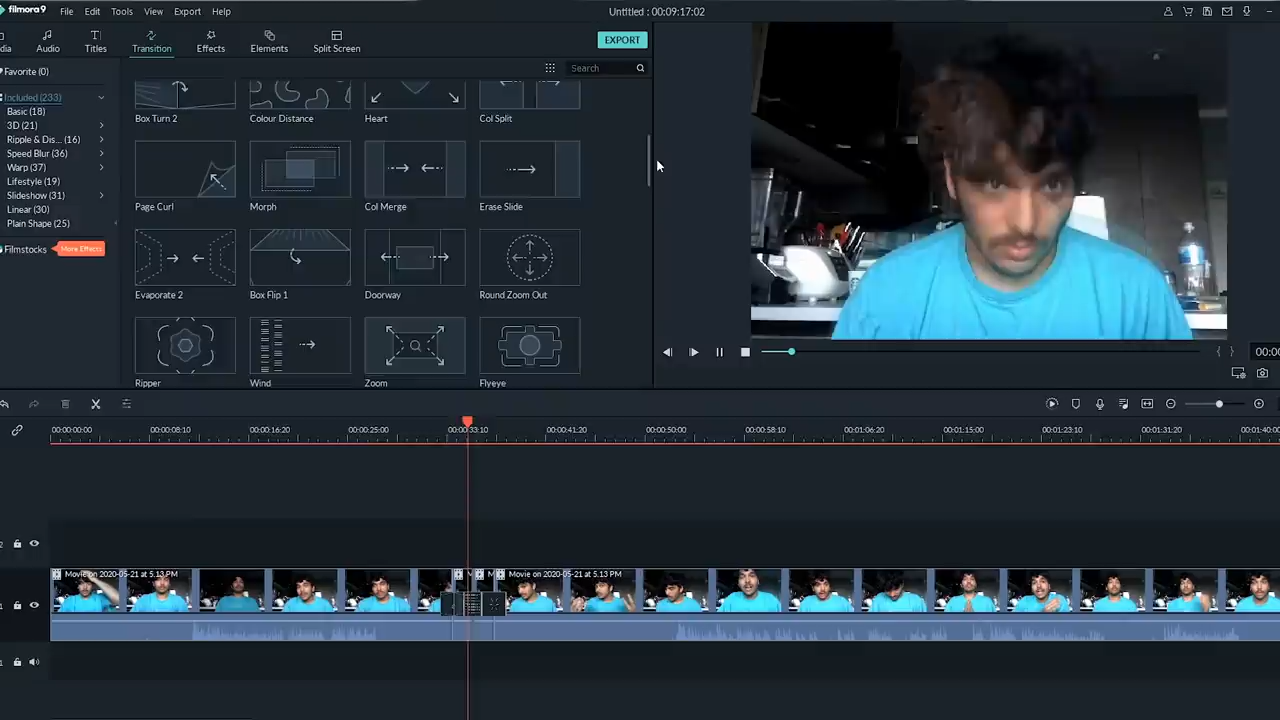 filmora9
File Edit Tools View Export Help
Untitled : 00:09:17:02
dia Audio Titles Transition Effects Elements Split Screen
EXPORT
Favorite (0)
Search
Included (233)
Basic (18)
3D (21)
Ripple & Dis... (16)
Speed Blur (36)
Warp (37)
Lifestyle (19)
Slideshow (31)
Linear (30)
Plain Shape (25)
Filmstocks More Effects
Box Turn 2 Colour Distance Heart Col Split
Page Curl Morph Col Merge Erase Slide
Evaporate 2 Box Flip 1 Doorway Round Zoom Out
Ripper Wind Zoom Flyeye
00:00
00:00:00:00 00:00:08:10 00:00:16:20 00:00:25:00 00:00:33:10 00:00:41:20 00:00:50:00 00:00:58:10 00:01:06:20 00:01:15:00 00:01:23:10 00:01:31:20 00:01:40:00
2
Movie on 2020-05-21 at 5.13 PM M Movie on 2020-05-21 at 5.13 PM
1
1